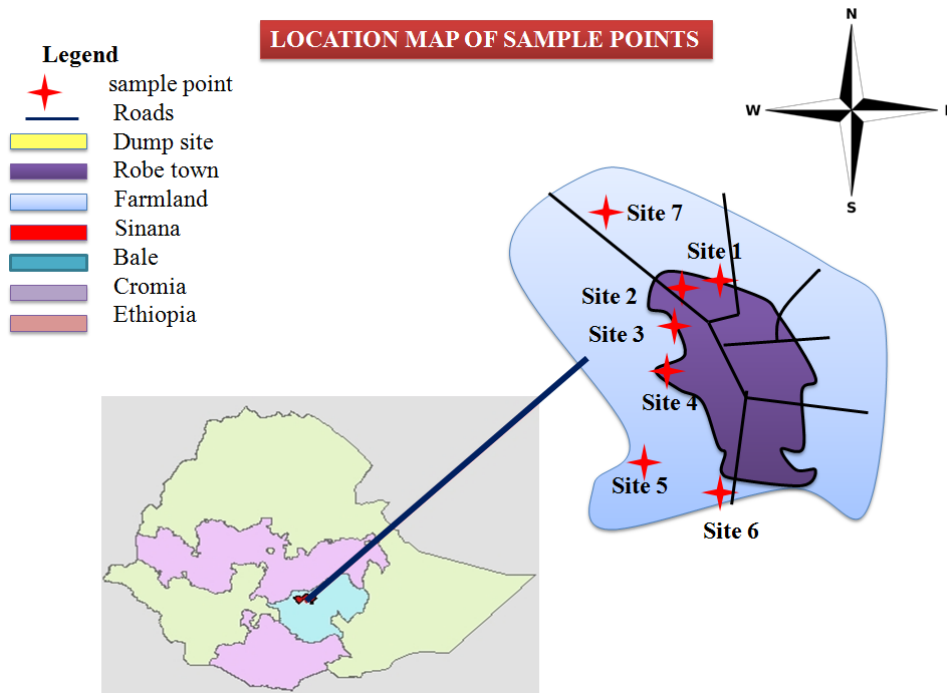 LOCATION MAP OF SAMPLE POINTS
Legend
sample point
Roads
Dump site
Robe town
Farmland
Sinana
Bale
Cromia
Ethiopia
N
W
E
S
Site 7
Site 1
Site 2
Site 3
Site 4
Site 5
Site 6